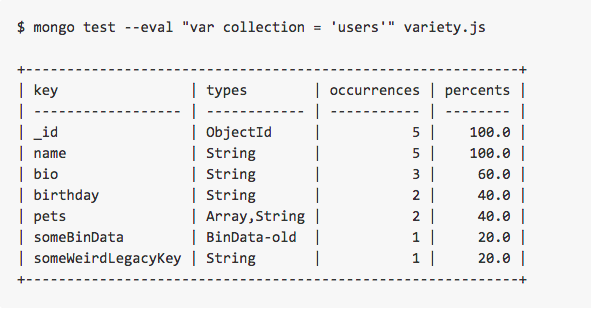 $ mongo test --eval "var collection = 'users'" variety.js
+------------------------------------------------------------+
| key                | types        | occurrences | percents |
| ------------------ | ------------ | ----------- | -------- |
| _id                | ObjectId     |           5 |    100.0 |
| name               | String       |           5 |    100.0 |
| bio                | String       |           3 |     60.0 |
| birthday           | String       |           2 |     40.0 |
| pets               | Array,String |           2 |     40.0 |
| someBinData        | BinData-old  |           1 |     20.0 |
| someWeirdLegacyKey | String       |           1 |     20.0 |
+------------------------------------------------------------+